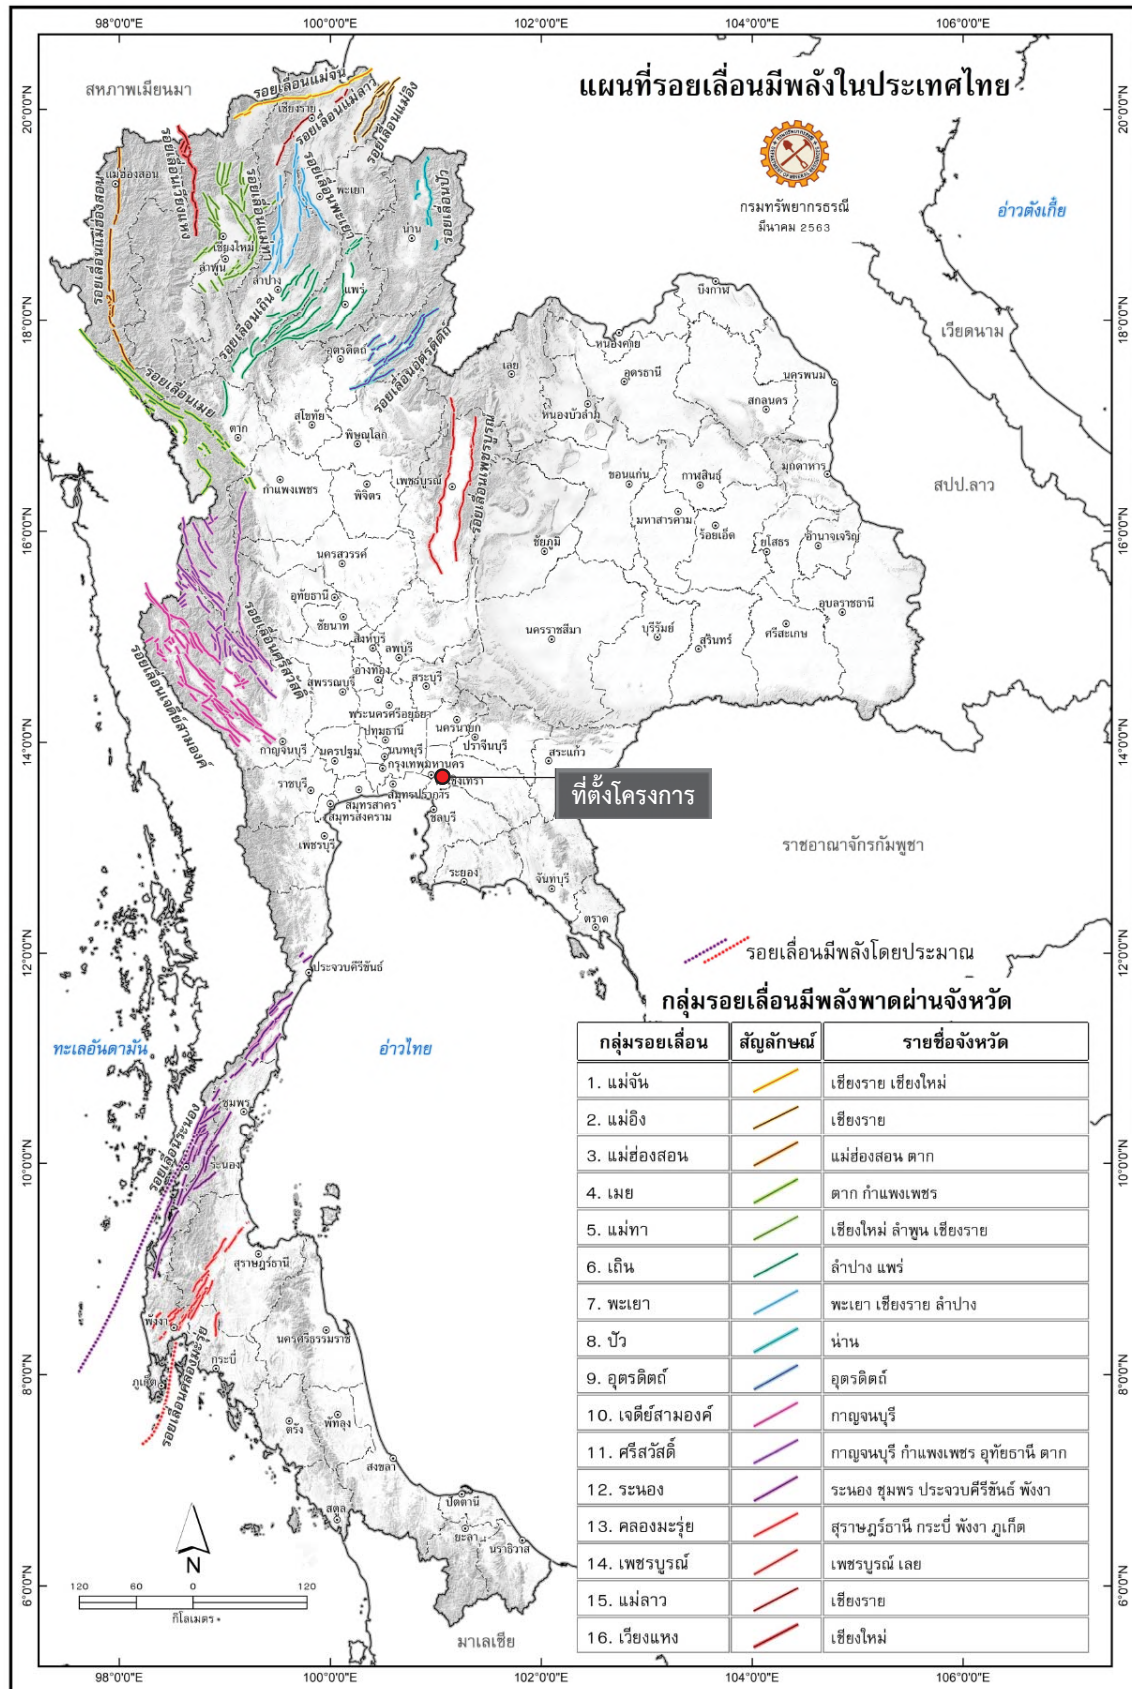 98°0'0"E 100°0'0"E 102°0'0"E 104°0'0"E 106°0'0"E
แผนที่รอยเลื่อนมีพลังในประเทศไทย
กรมทรัพยากรธรณี
มีนาคม 2563
สหภาพเมียนมา
อ่าวตังเกี๋ย
เวียดนาม
สปป.ลาว
ราชอาณาจักรกัมพูชา
ทะเลอันดามัน
อ่าวไทย
มาเลเซีย
20°0'0"N
18°0'0"N
16°0'0"N
14°0'0"N
12°0'0"N
10°0'0"N
8°0'0"N
6°0'0"N
20°0'0"N
18°0'0"N
16°0'0"N
14°0'0"N
12°0'0"N
10°0'0"N
8°0'0"N
6°0'0"N
รอยเลื่อนแม่จัน
รอยเลื่อนแม่ลาว
รอยเลื่อนแม่อิง
รอยเลื่อนเวียงแหง
รอยเลื่อนแม่ฮ่องสอน
รอยเลื่อนแม่ทา
รอยเลื่อนพะเยา
รอยเลื่อนปัว
รอยเลื่อนเถิน
รอยเลื่อนอุตรดิตถ์
รอยเลื่อนเมย
รอยเลื่อนเพชรบูรณ์
รอยเลื่อนศรีสวัสดิ์
รอยเลื่อนเจดีย์สามองค์
รอยเลื่อนระนอง
รอยเลื่อนคลองมะรุ่ย
เชียงราย
แม่ฮ่องสอน
พะเยา
น่าน
เชียงใหม่
ลำพูน
ลำปาง
แพร่
อุตรดิตถ์
บึงกาฬ
หนองคาย
เลย
อุดรธานี
นครพนม
สกลนคร
หนองบัวลำภู
สุโขทัย
ตาก
พิษณุโลก
กำแพงเพชร
พิจิตร
เพชรบูรณ์
ขอนแก่น
กาฬสินธุ์
มุกดาหาร
มหาสารคาม
ร้อยเอ็ด
ยโสธร
อำนาจเจริญ
ชัยภูมิ
นครสวรรค์
อุทัยธานี
ชัยนาท
สิงห์บุรี
ลพบุรี
อ่างทอง
สุพรรณบุรี
สระบุรี
นครราชสีมา
บุรีรัมย์
สุรินทร์
ศรีสะเกษ
อุบลราชธานี
พระนครศรีอยุธยา
นครนายก
ปทุมธานี
ปราจีนบุรี
สระแก้ว
กาญจนบุรี
นครปฐม
นนทบุรี
กรุงเทพมหานคร
ที่ตั้งโครงการ
ราชบุรี
สมุทรปราการ
สมุทรสาคร
สมุทรสงคราม
ชลบุรี
เพชรบุรี
ระยอง
จันทบุรี
ตราด
ประจวบคีรีขันธ์
ชุมพร
ระนอง
สุราษฎร์ธานี
พังงา
นครศรีธรรมราช
กระบี่
ภูเก็ต
ตรัง
พัทลุง
สงขลา
สตูล
ปัตตานี
ยะลา
นราธิวาส
รอยเลื่อนมีพลังโดยประมาณ
กลุ่มรอยเลื่อนมีพลังพาดผ่านจังหวัด
กลุ่มรอยเลื่อน สัญลักษณ์ รายชื่อจังหวัด
1. แม่จัน เชียงราย เชียงใหม่
2. แม่อิง เชียงราย
3. แม่ฮ่องสอน แม่ฮ่องสอน ตาก
4. เมย ตาก กำแพงเพชร
5. แม่ทา เชียงใหม่ ลำพูน เชียงราย
6. เถิน ลำปาง แพร่
7. พะเยา พะเยา เชียงราย ลำปาง
8. ปัว น่าน
9. อุตรดิตถ์ อุตรดิตถ์
10. เจดีย์สามองค์ กาญจนบุรี
11. ศรีสวัสดิ์ กาญจนบุรี กำแพงเพชร อุทัยธานี ตาก
12. ระนอง ระนอง ชุมพร ประจวบคีรีขันธ์ พังงา
13. คลองมะรุ่ย สุราษฎร์ธานี กระบี่ พังงา ภูเก็ต
14. เพชรบูรณ์ เพชรบูรณ์ เลย
15. แม่ลาว เชียงราย
16. เวียงแหง เชียงใหม่
N
120 60 0 120
กิโลเมตร
98°0'0"E 100°0'0"E 102°0'0"E 104°0'0"E 106°0'0"E